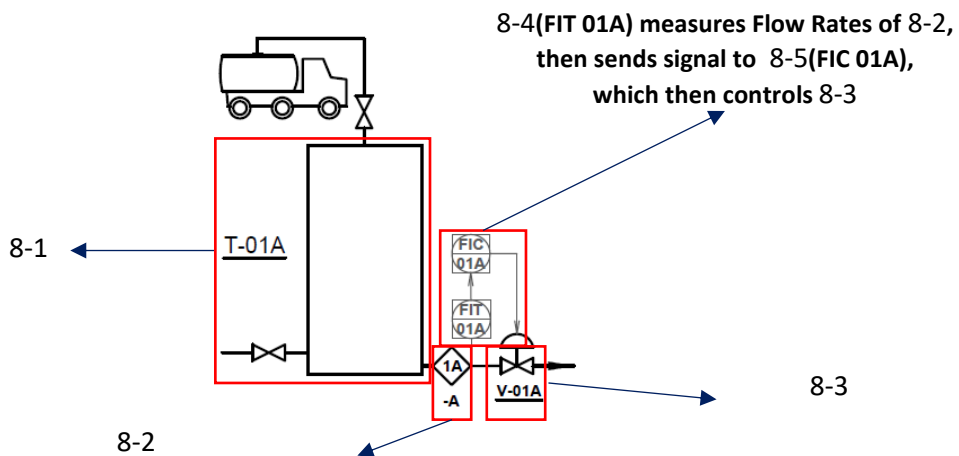 8-4(FIT 01A) measures Flow Rates of 8-2,
then sends signal to 8-5(FIC 01A),
which then controls 8-3
8-1
T-01A
FIC
01A
FIT
01A
1A
-A
V-01A
8-3
8-2